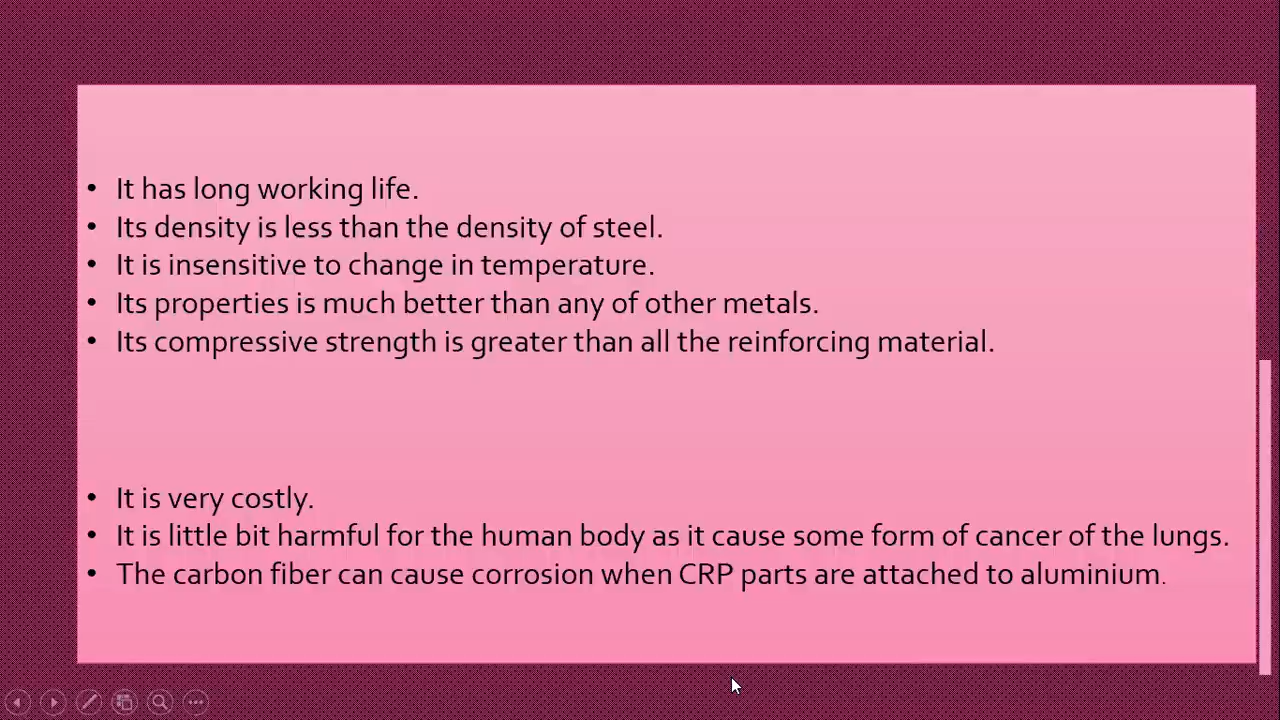 • It has long working life.
• Its density is less than the density of steel.
• It is insensitive to change in temperature.
• Its properties is much better than any of other metals.
• Its compressive strength is greater than all the reinforcing material.
• It is very costly.
• It is little bit harmful for the human body as it cause some form of cancer of the lungs.
• The carbon fiber can cause corrosion when CRP parts are attached to aluminium.